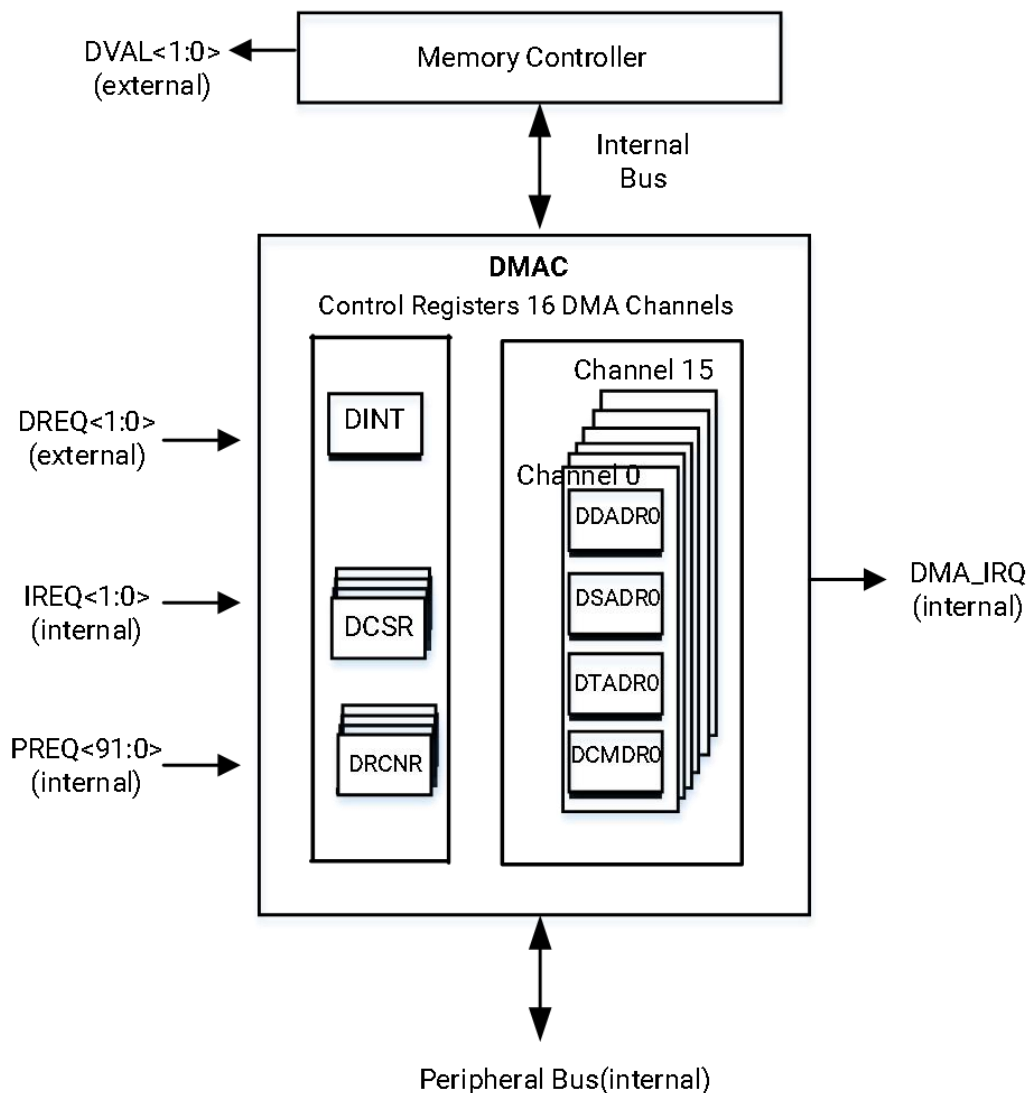 DVAL<1:0>
(external)
Memory Controller
Internal
Bus
DMAC
Control Registers 16 DMA Channels
Channel 15
DINT
DREQ<1:0>
(external)
Channel 0
DDADR0
IREQ<1:0>
(internal)
DCSR
DSADR0
DMA_IRQ
(internal)
DTADR0
PREQ<91:0>
(internal)
DRCNR
DCMDR0
Peripheral Bus(internal)